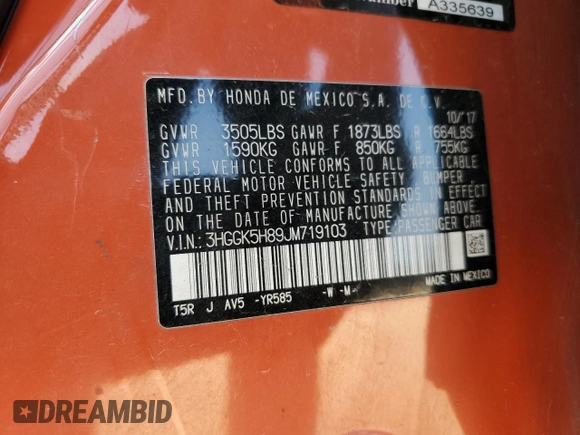 A335639
MFD.BY HONDA DE MEXICO S.A. DE C.V.
10/17
GVWR 3505LBS GAWR F 1873LBS R 1664LBS
GVWR 1590KG GAWR F 850KG R 755KG
THIS VEHICLE CONFORMS TO ALL APPLICABLE
FEDERAL MOTOR VEHICLE SAFETY, BUMPER
AND THEFT PREVENTION STANDARDS IN EFFECT
ON THE DATE OF MANUFACTURE SHOWN ABOVE.
V.I.N.: 3HGGK5H89JM719103 TYPE:PASSENGER CAR
T5R J AV5 -YR585 -W -M-
MADE IN MEXICO
DREAMBID